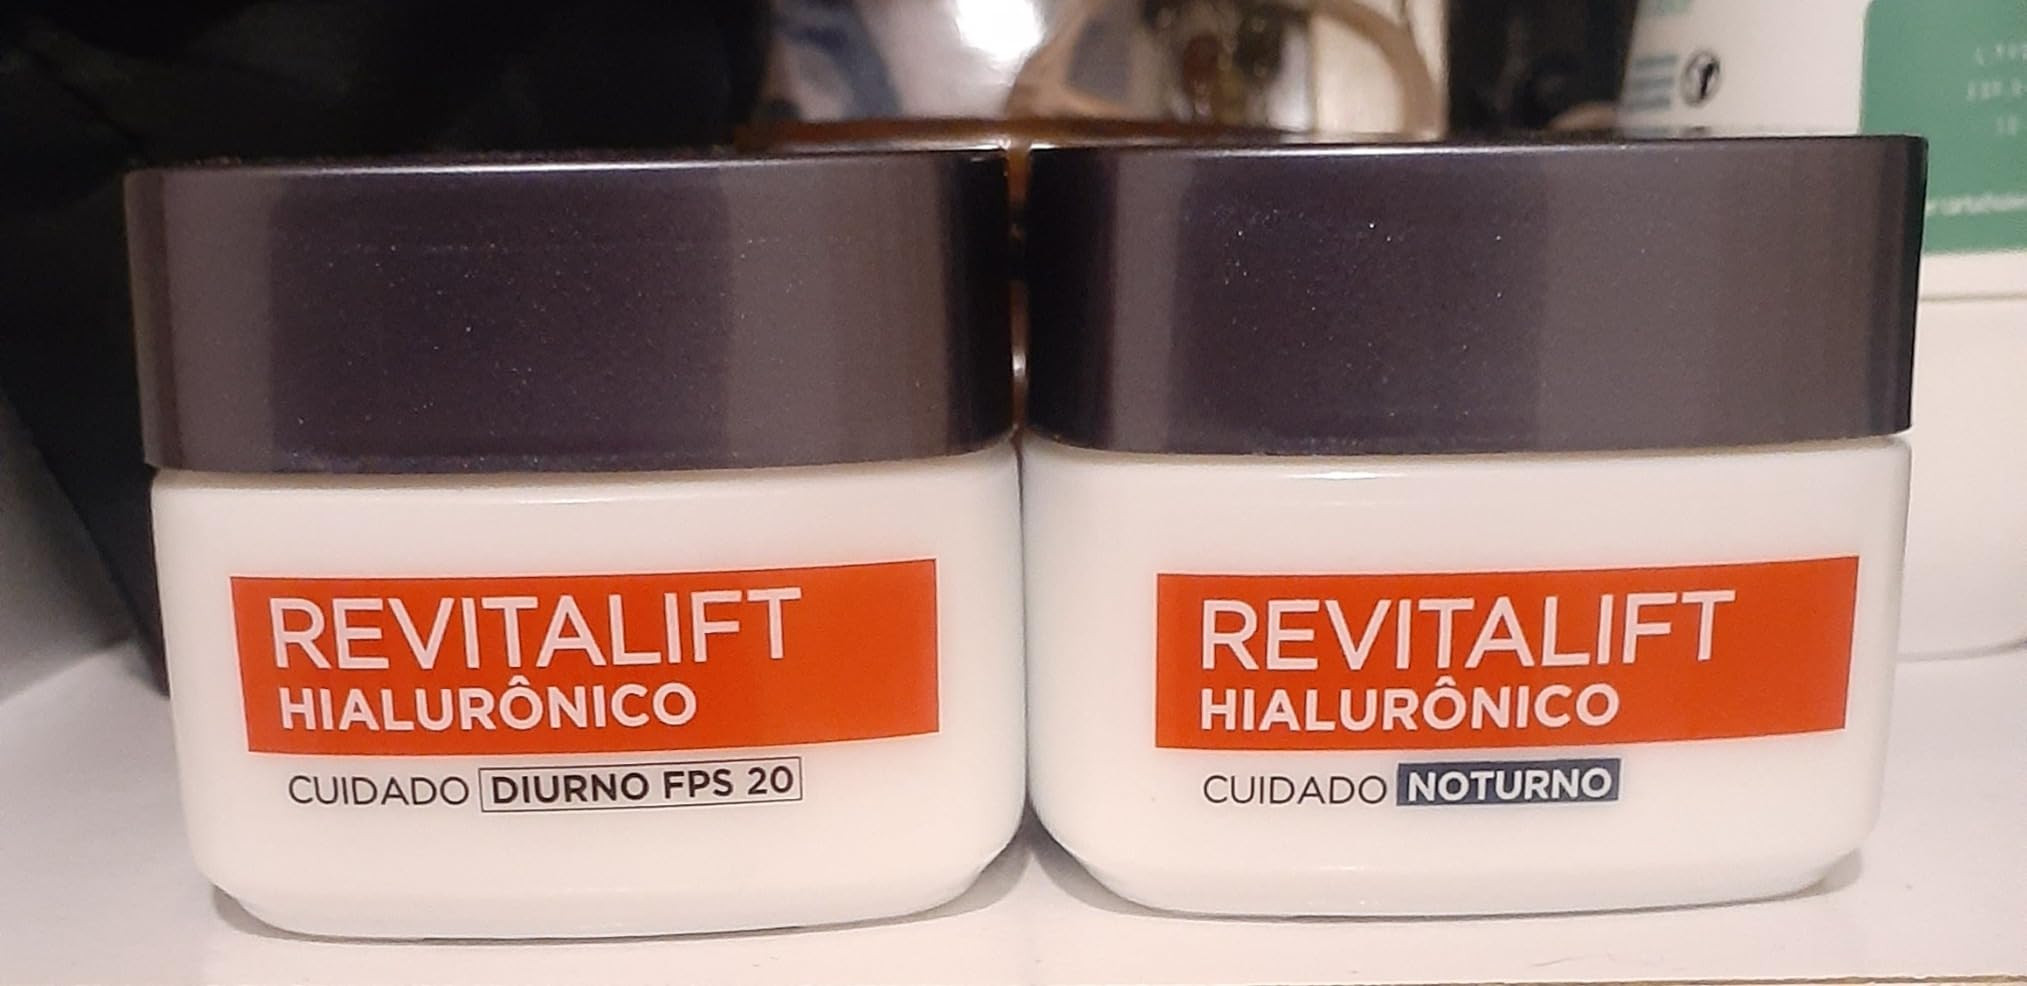 REVITALIFT
HIALURÔNICO
CUIDADO DIURNO FPS 20
REVITALIFT
HIALURÔNICO
CUIDADO NOTURNO